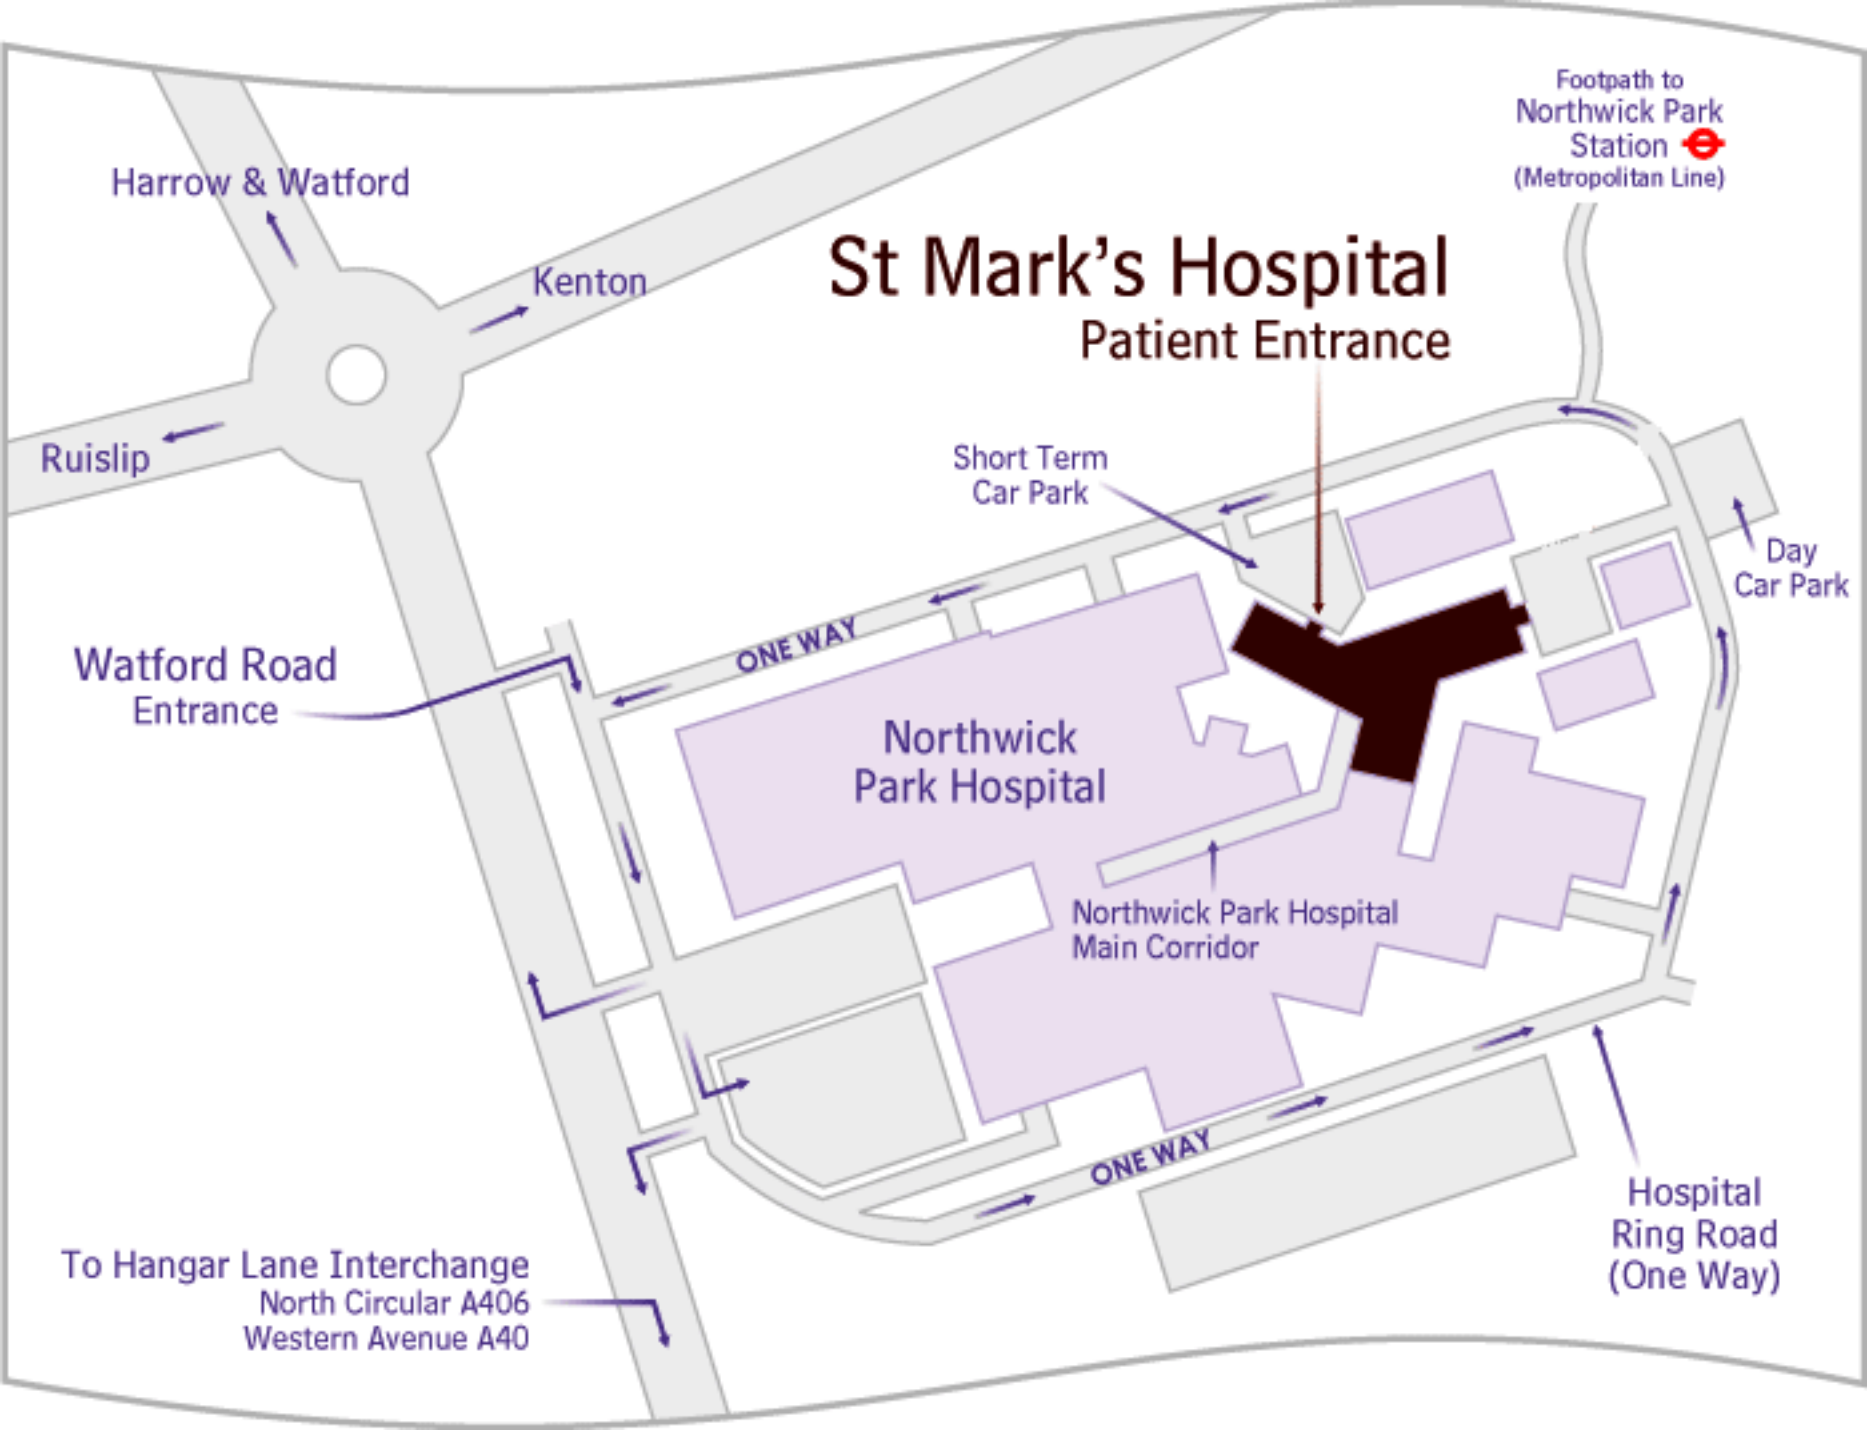 Footpath to
Northwick Park
Station
(Metropolitan Line)
Harrow & Watford
Kenton
St Mark's Hospital
Patient Entrance
Ruislip
Short Term
Car Park
Day
Car Park
ONE WAY
Watford Road
Entrance
Northwick
Park Hospital
Northwick Park Hospital
Main Corridor
ONE WAY
Hospital
Ring Road
(One Way)
To Hangar Lane Interchange
North Circular A406
Western Avenue A40